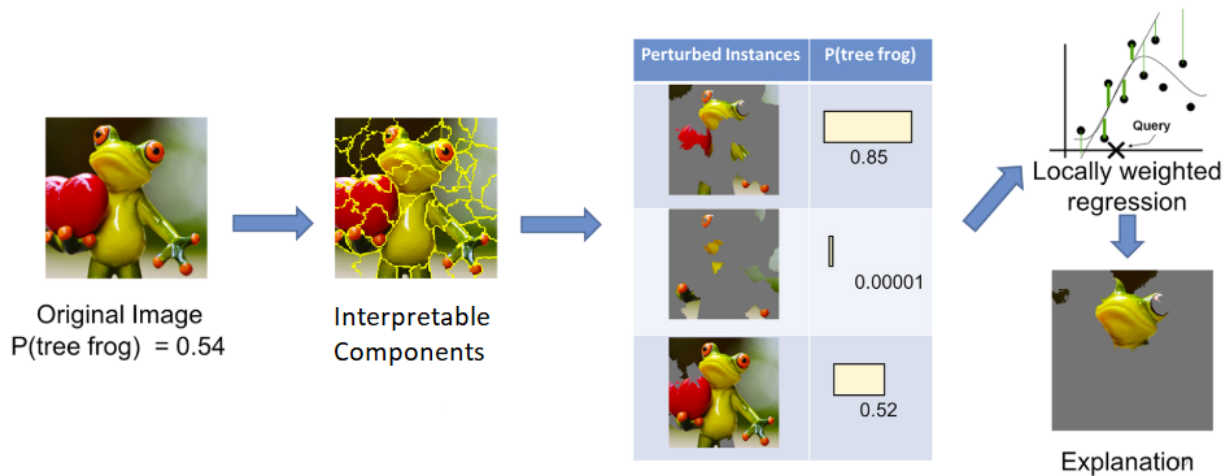 Original Image
P(tree frog) = 0.54
Interpretable
Components
Perturbed Instances
P(tree frog)
0.85
0.00001
0.52
Query
Locally weighted
regression
Explanation